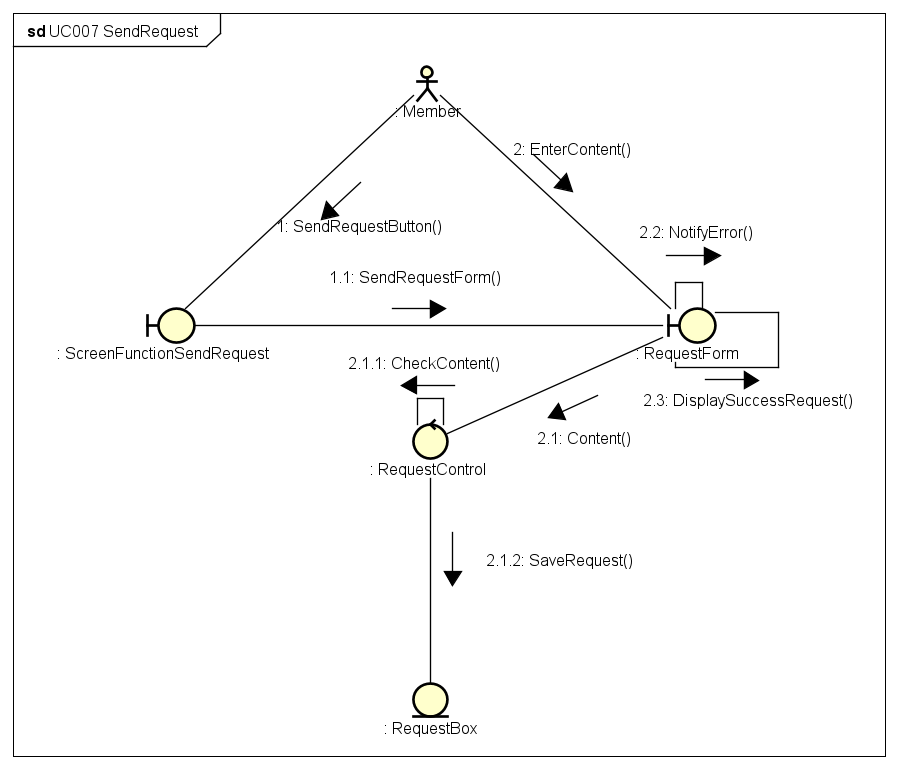 sd UC007 SendRequest
: Member
2: EnterContent()
1: SendRequestButton()
2.2: NotifyError()
1.1: SendRequestForm()
: ScreenFunctionSendRequest
: RequestForm
2.1.1: CheckContent()
2.3: DisplaySuccessRequest()
2.1: Content()
: RequestControl
2.1.2: SaveRequest()
: RequestBox